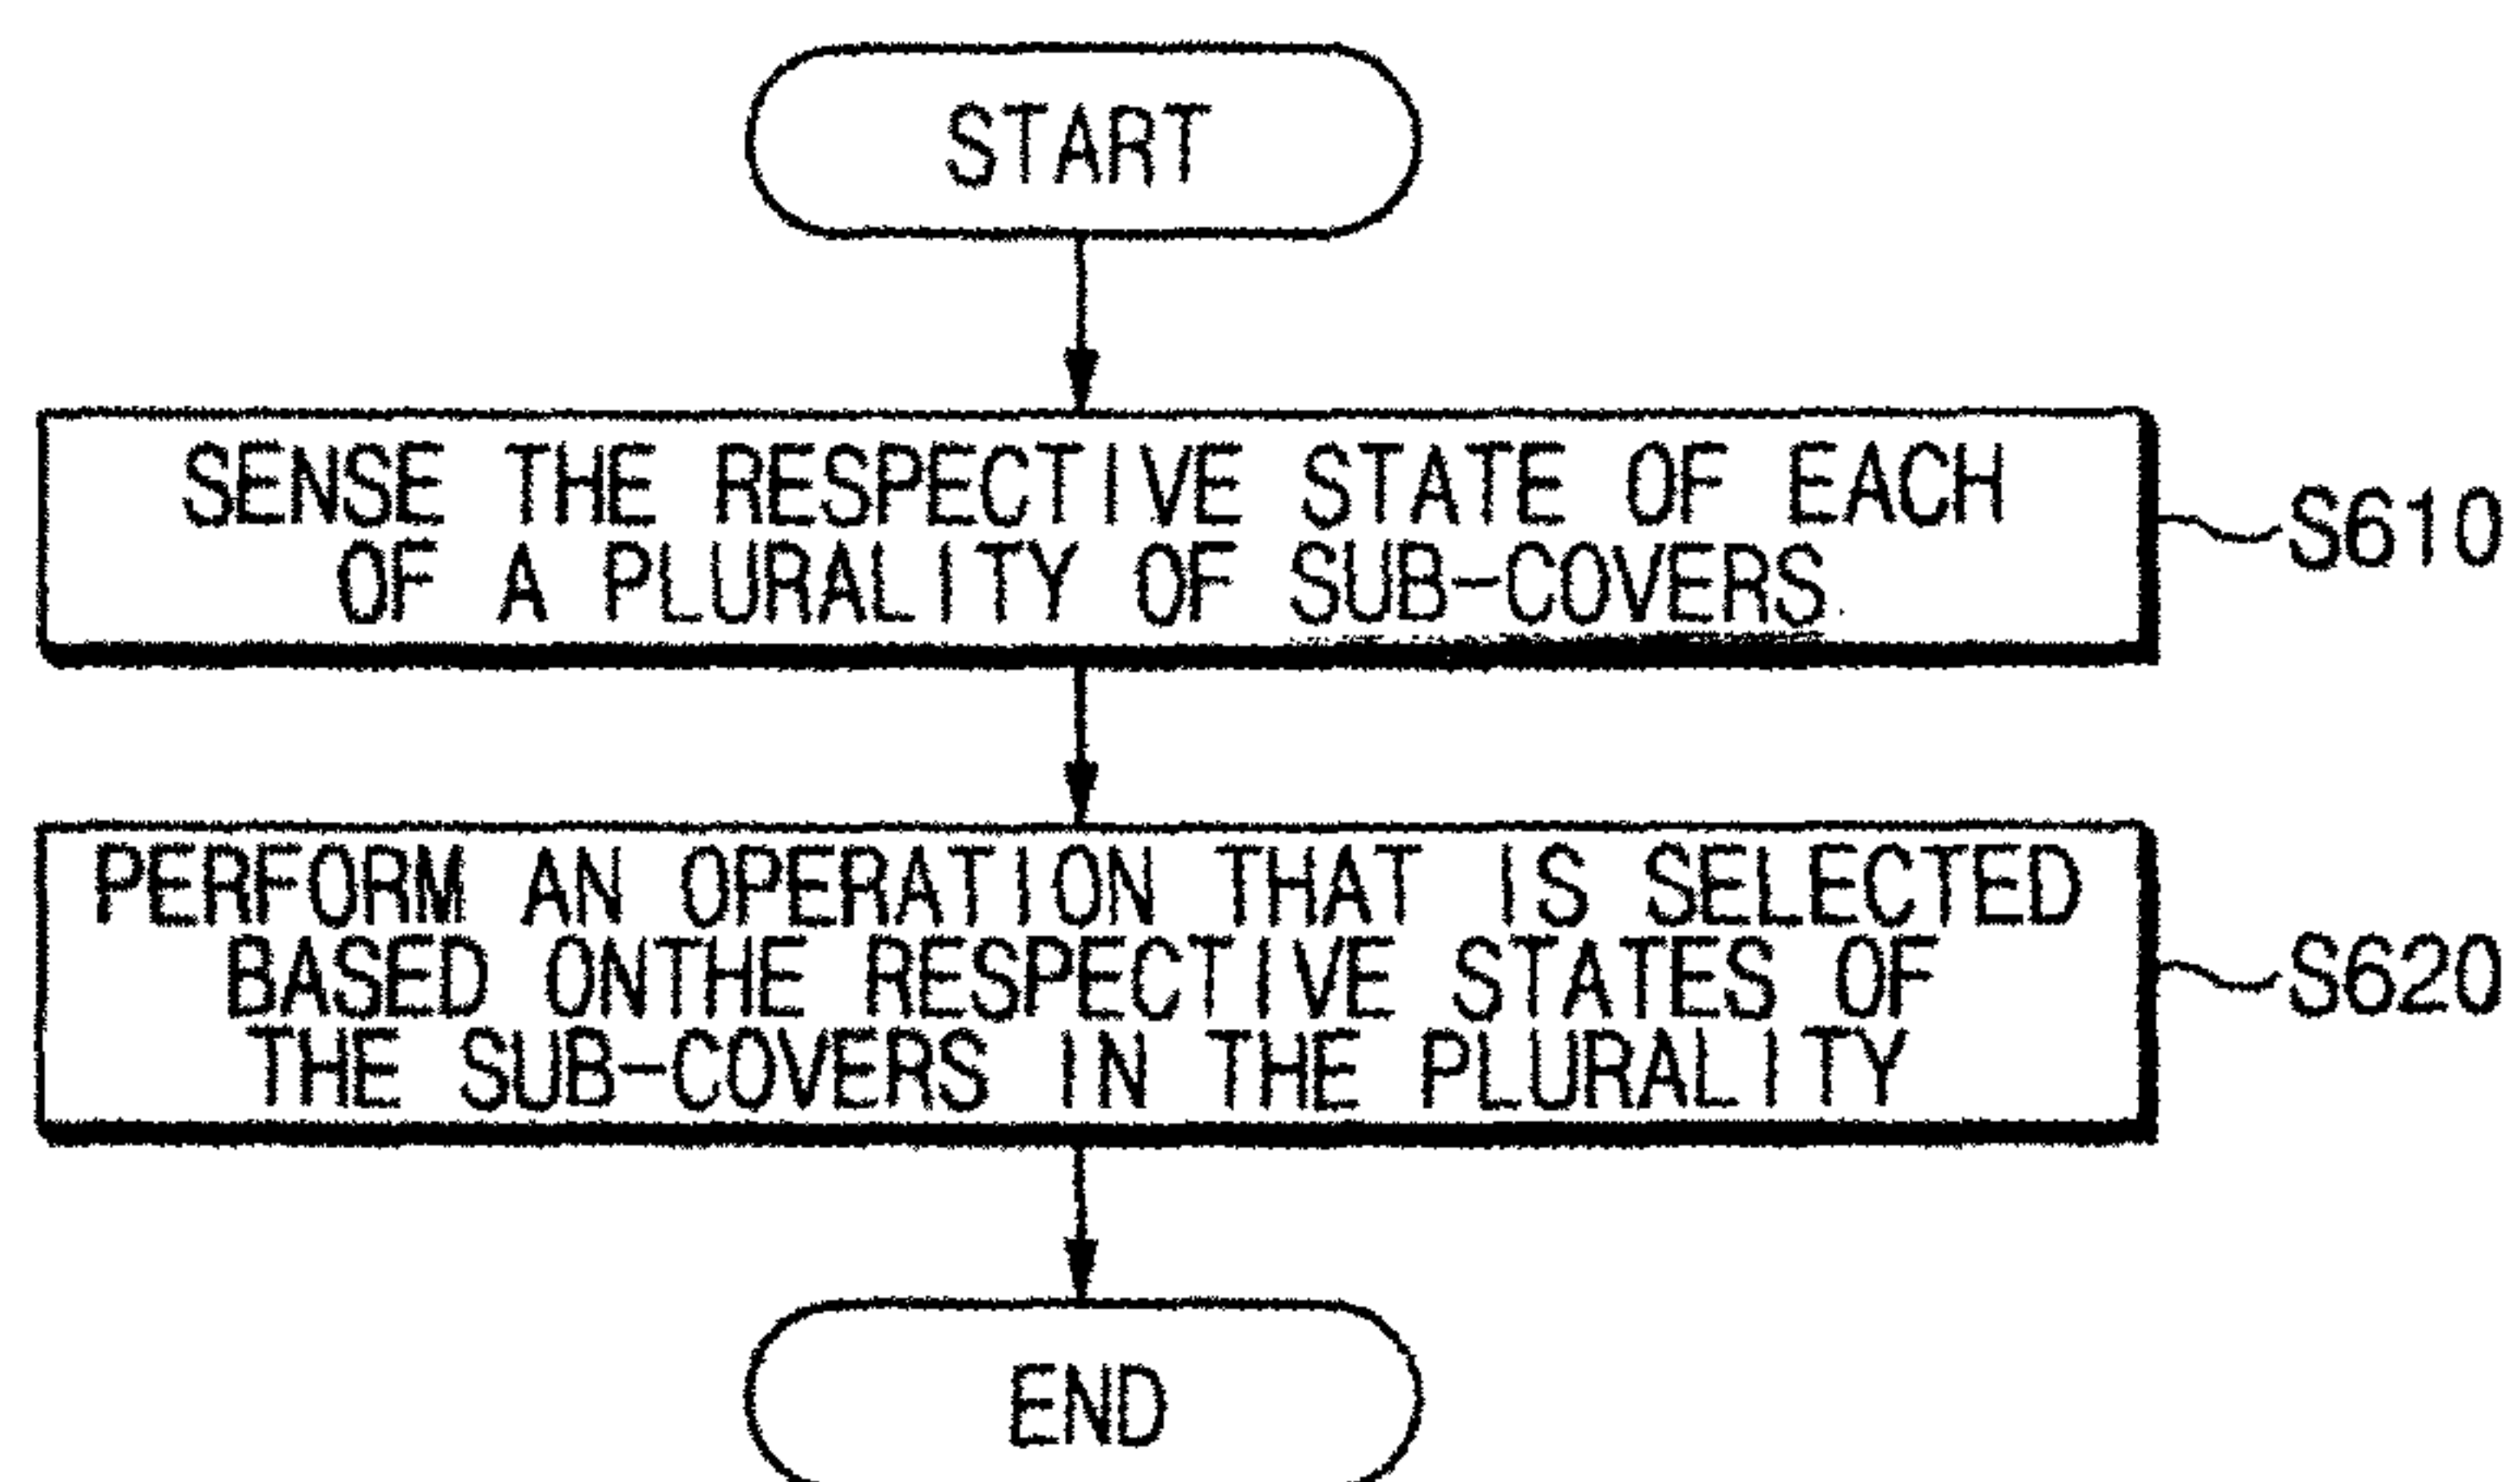 START
SENSE THE RESPECTIVE STATE OF EACH
OF A PLURALITY OF SUB-COVERS
S610
PERFORM AN OPERATION THAT IS SELECTED
BASED ONTHE RESPECTIVE STATES OF
THE SUB-COVERS IN THE PLURALITY
S620
END